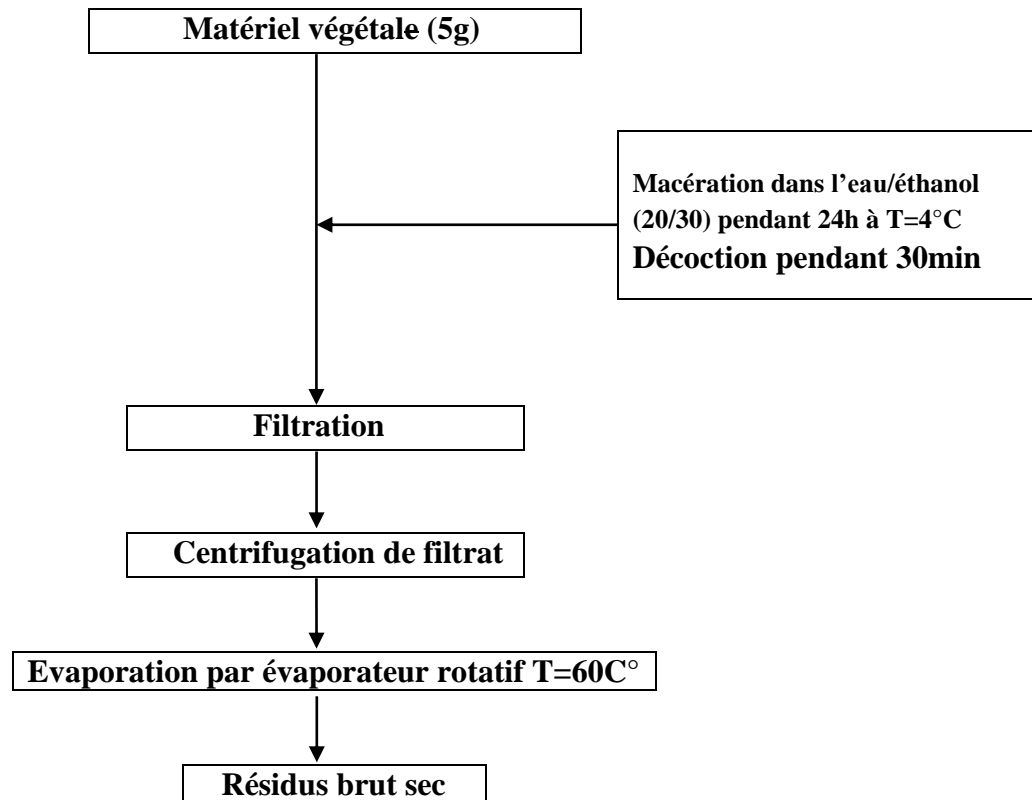 Matériel végétale (5g)
Macération dans l’eau/éthanol
(20/30) pendant 24h à T=4°C
Décoction pendant 30min
Filtration
Centrifugation de filtrat
Evaporation par évaporateur rotatif T=60C°
Résidus brut sec